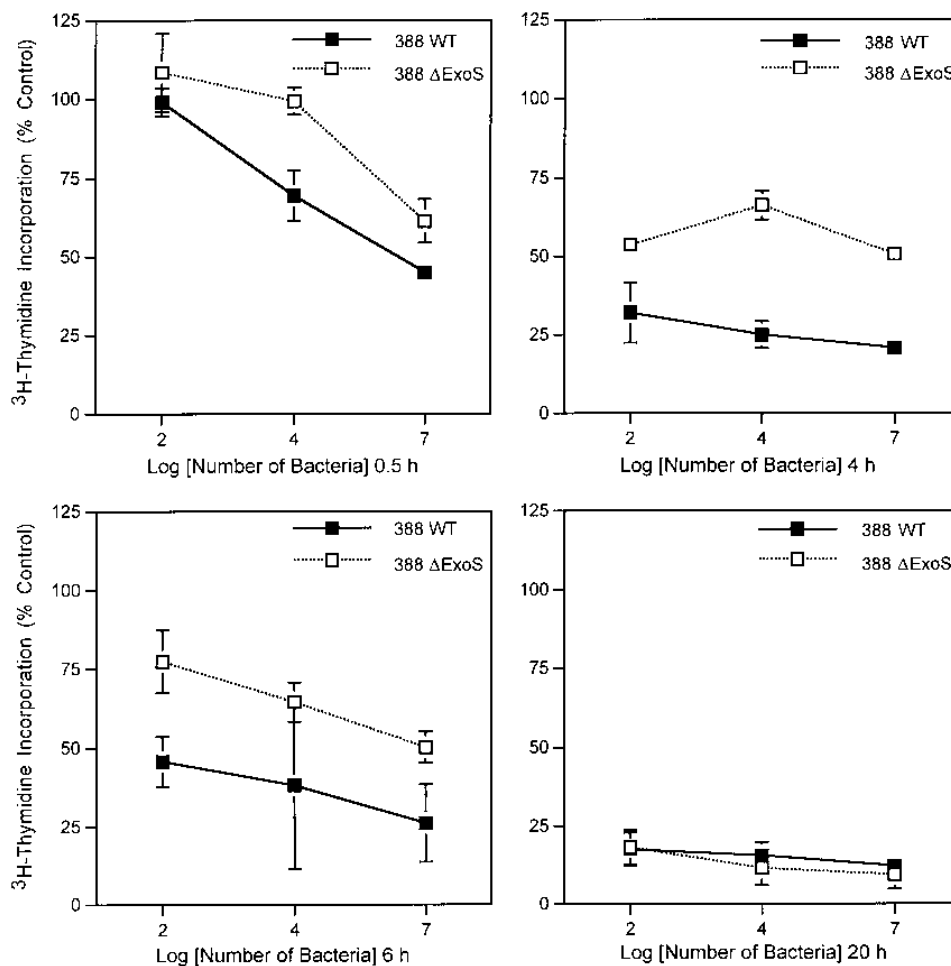 ³H-Thymidine Incorporation (% Control)
125
100
75
50
25
0
388 WT
388 ΔExoS
2
4
7
Log [Number of Bacteria] 0.5 h
125
100
75
50
25
0
388 WT
388 ΔExoS
2
4
7
Log [Number of Bacteria] 4 h
³H-Thymidine Incorporation (% Control)
125
100
75
50
25
0
388 WT
388 ΔExoS
2
4
7
Log [Number of Bacteria] 6 h
125
100
75
50
25
0
388 WT
388 ΔExoS
2
4
7
Log [Number of Bacteria] 20 h